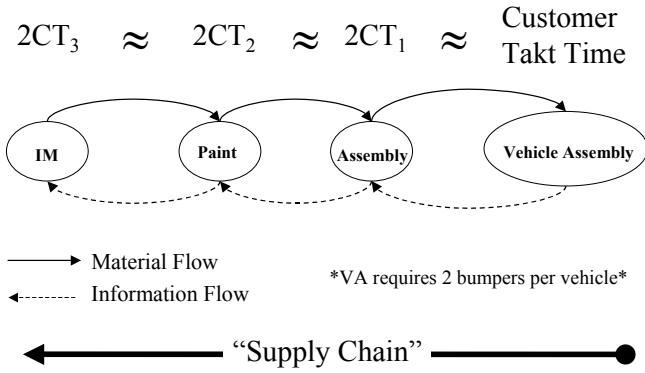 2CT₃ ≈ 2CT₂ ≈ 2CT₁ ≈ Customer
Takt Time
IM
Paint
Assembly
Vehicle Assembly
Material Flow
*VA requires 2 bumpers per vehicle*
Information Flow
“Supply Chain”